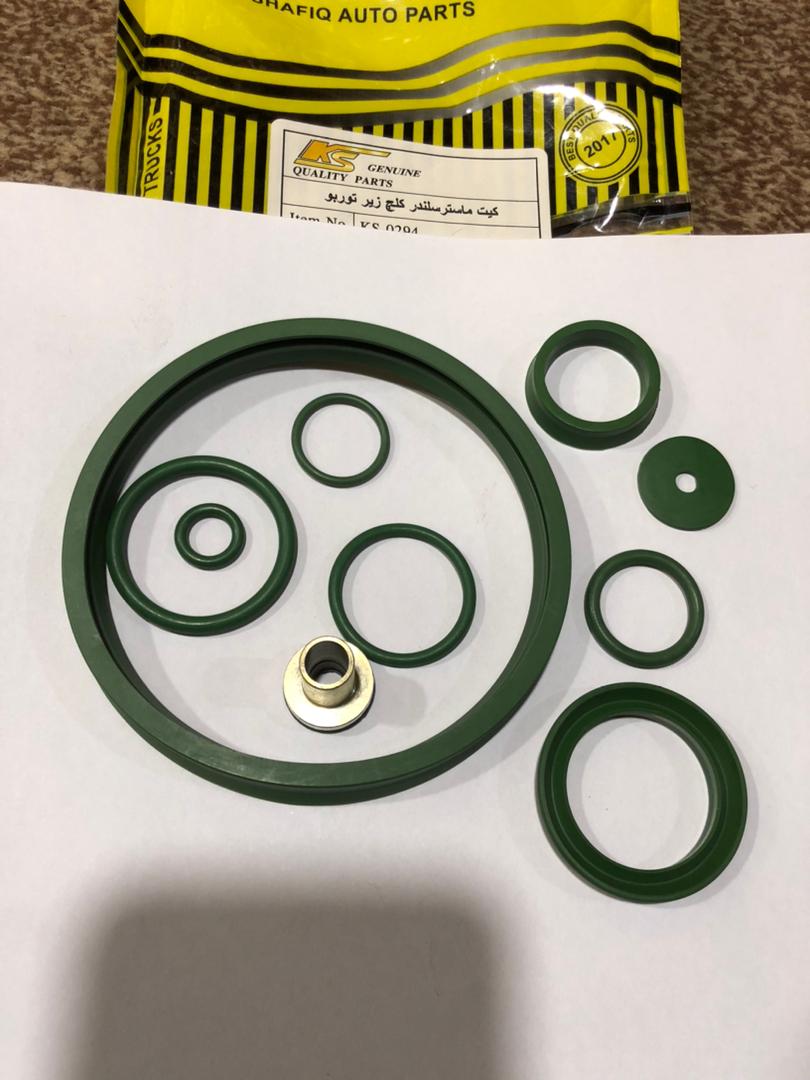 SHAFIQ AUTO PARTS
TRUCKS
BEST QUALITY PARTS
2017
KS GENUINE
QUALITY PARTS
کیت ماسترسلندر کلچ زیر توربو
Item No KS-0294